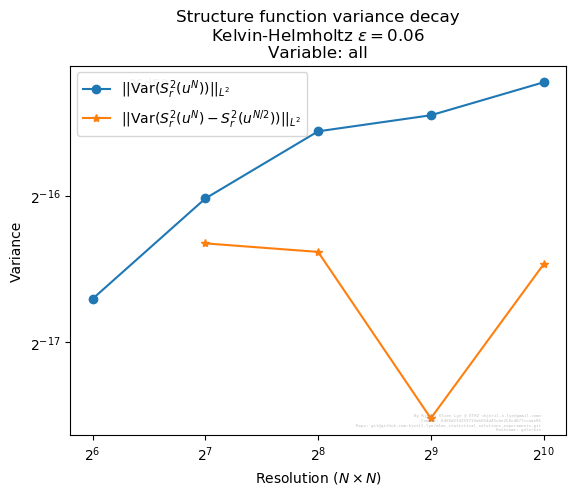 Structure function variance decay
Kelvin-Helmholtz ε = 0.06
Variable: all
||Var(S_r^2(u^N))||_{L^2}
||Var(S_r^2(u^N) − S_r^2(u^{N/2}))||_{L^2}
Variance
2^{-16}
2^{-17}
2^6
2^7
2^8
2^9
2^{10}
Resolution (N × N)